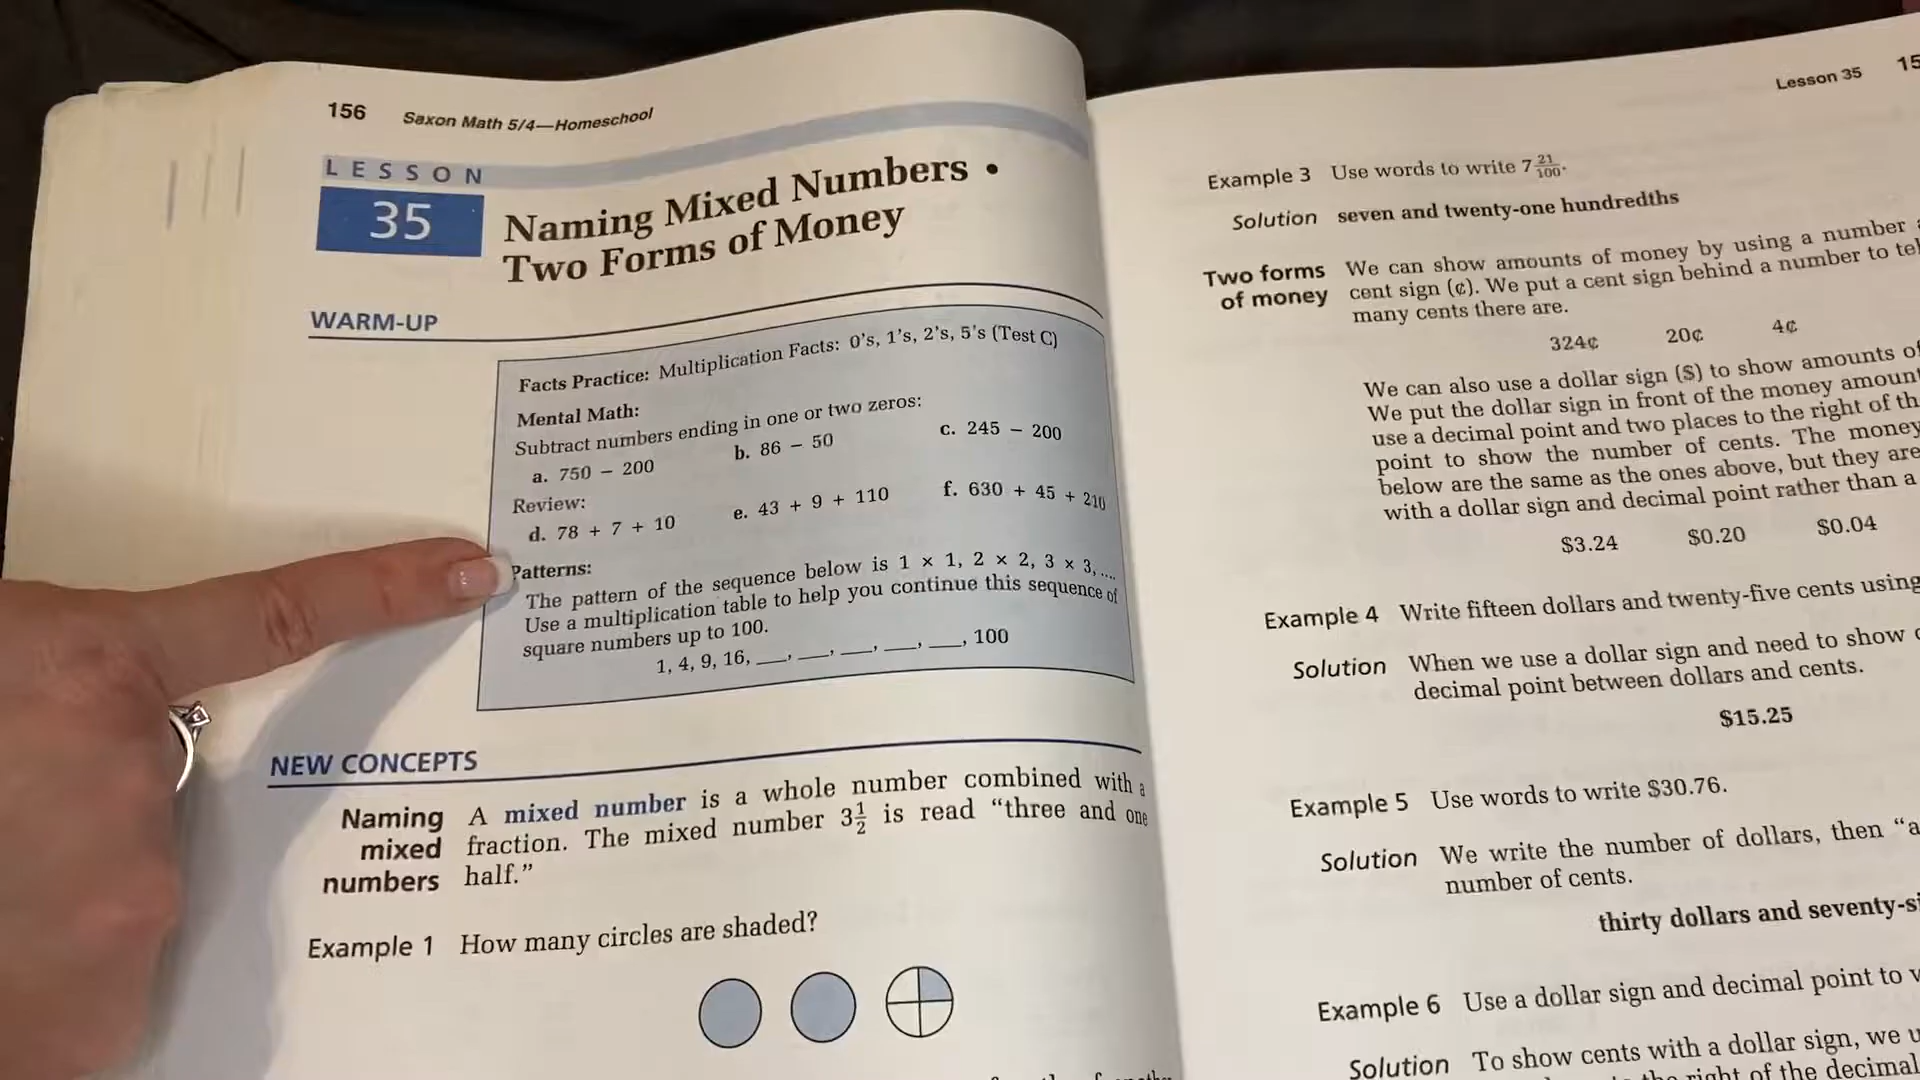 156 Saxon Math 5/4—Homeschool
LESSON
35
Naming Mixed Numbers •
Two Forms of Money
WARM-UP
Facts Practice: Multiplication Facts: 0's, 1's, 2's, 5's (Test C)
Mental Math:
Subtract numbers ending in one or two zeros:
a. 750 – 200 b. 86 – 50 c. 245 – 200
Review:
d. 78 + 7 + 10 e. 43 + 9 + 110 f. 630 + 45 + 210
Patterns:
The pattern of the sequence below is 1 × 1, 2 × 2, 3 × 3, ....
Use a multiplication table to help you continue this sequence of
square numbers up to 100.
1, 4, 9, 16, ___, ___, ___, ___, ___, 100
NEW CONCEPTS
Naming mixed numbers
A mixed number is a whole number combined with a
fraction. The mixed number 3 1/2 is read "three and one
half."
Example 1 How many circles are shaded?
Lesson 35
Example 3 Use words to write 7 21/100.
Solution seven and twenty-one hundredths
Two forms of money
We can show amounts of money by using a number
cent sign (¢). We put a cent sign behind a number to
many cents there are.
324¢ 20¢ 4¢
We can also use a dollar sign ($) to show amounts of
We put the dollar sign in front of the money amount
use a decimal point and two places to the right of
point to show the number of cents. The money
below are the same as the ones above, but they are
with a dollar sign and decimal point rather than a
$3.24 $0.20 $0.04
Example 4 Write fifteen dollars and twenty-five cents using
Solution When we use a dollar sign and need to show
decimal point between dollars and cents.
$15.25
Example 5 Use words to write $30.76.
Solution We write the number of dollars, then "
number of cents.
thirty dollars and
Example 6 Use a dollar sign and decimal point to
Solution To show cents with a dollar sign, we
right of the decimal